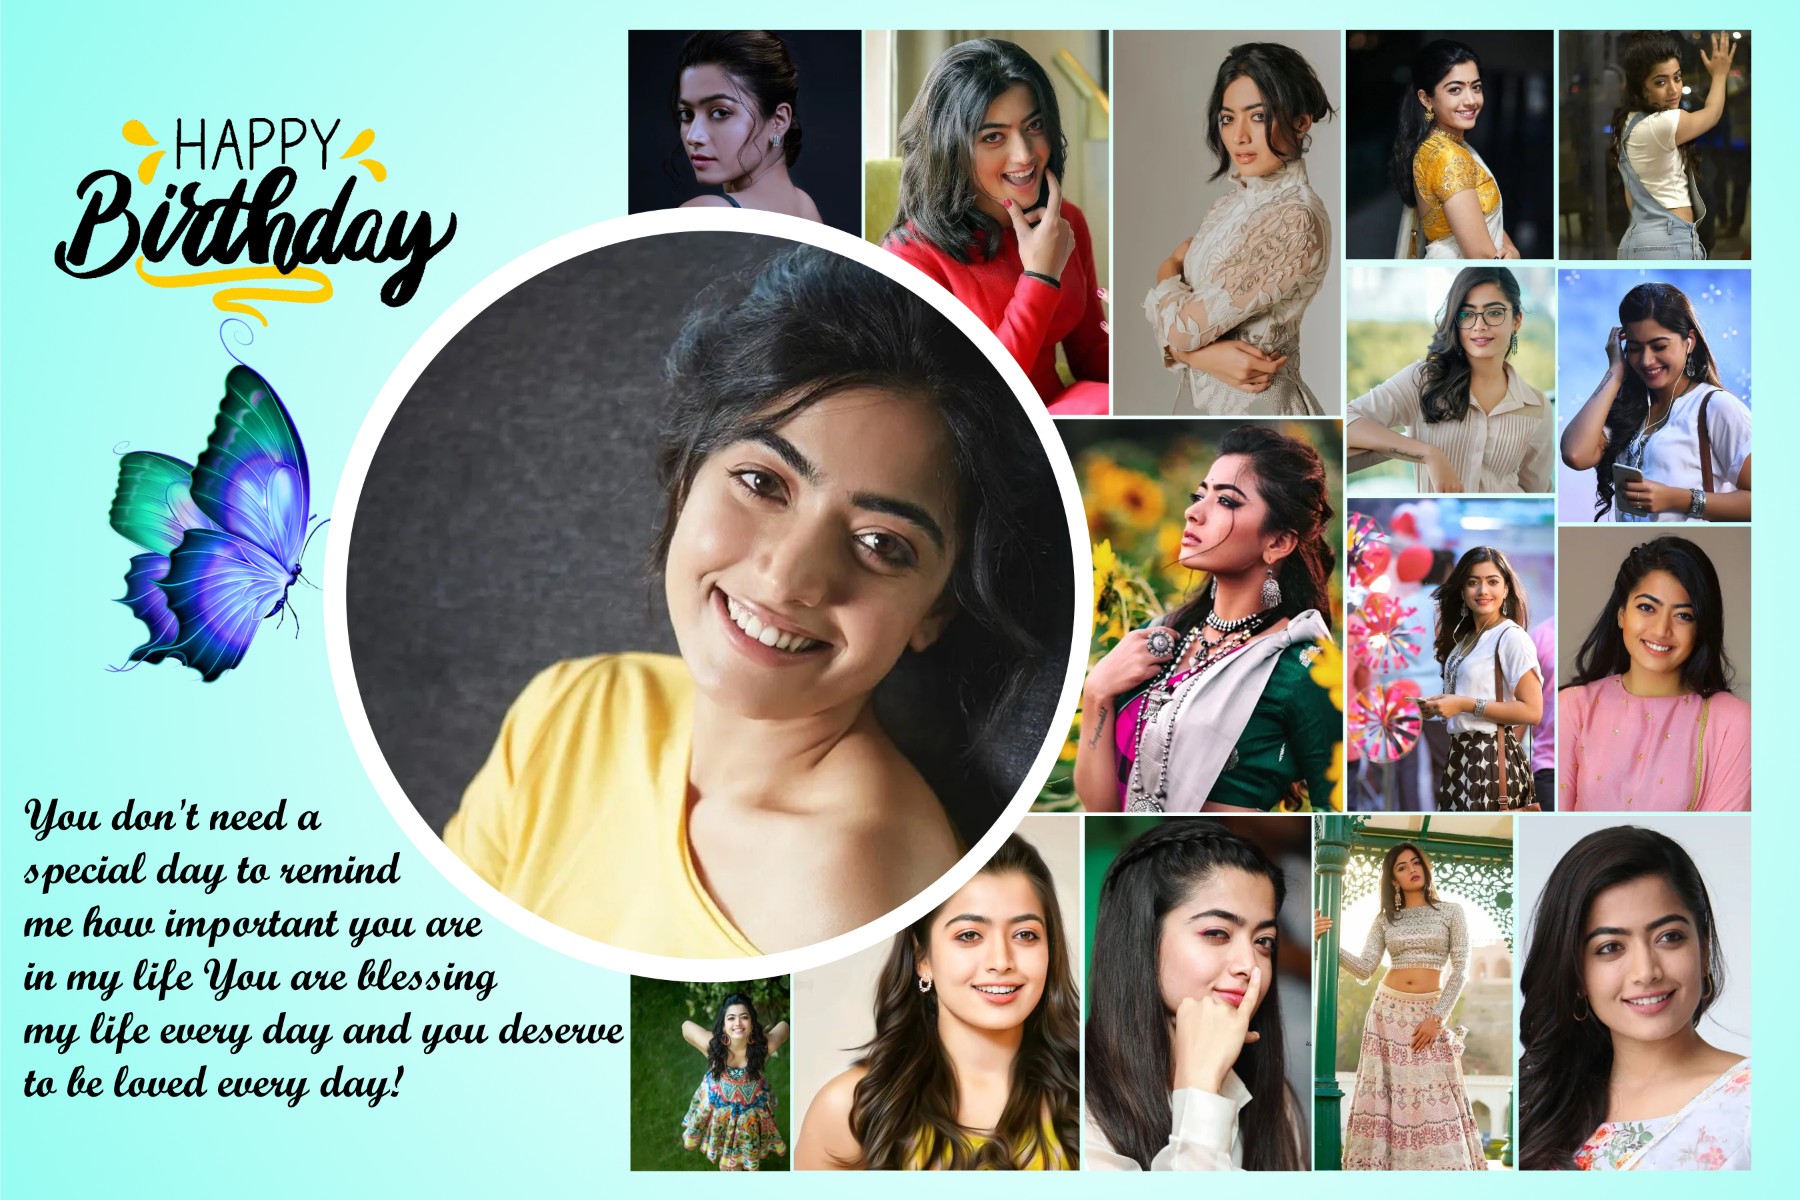 HAPPY
Birthday
You don't need a
special day to remind
me how important you are
in my life You are blessing
my life every day and you deserve
to be loved every day!